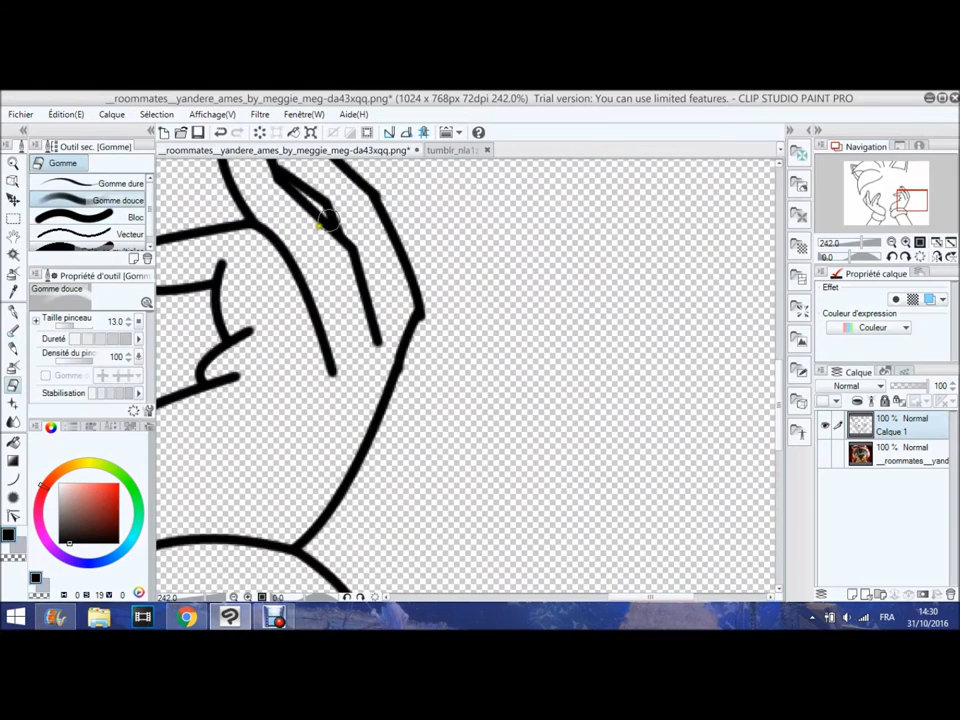 __roommates__yandere_ames_by_meggie_meg-da43xqq.png* (1024 x 768px 72dpi 242.0%) Trial version: You can use limited features. - CLIP STUDIO PAINT PRO
Fichier Édition(E) Calque Sélection Affichage(V) Filtre Fenêtre(W) Aide(H)
Outil sec. [Gomme]
__roommates__yandere_ames_by_meggie_meg-da43xqq.png*
tumblr_nla1
Navigation
Gomme
Gomme dure
Gomme douce
Bloc
Vecteur
242.0
0.0
Propriété d'outil [Gomm
Gomme douce
Propriété calque
Effet
Taille pinceau 13.0
Couleur d'expression
Couleur
Dureté
Densité du pinc 100
Gomme
Stabilisation
Calque
Normal 100
100 % Normal
Calque 1
100 % Normal
__roommates__yand
H 0 S 19 V 0
242.0 0.0
FRA
14:30
31/10/2016